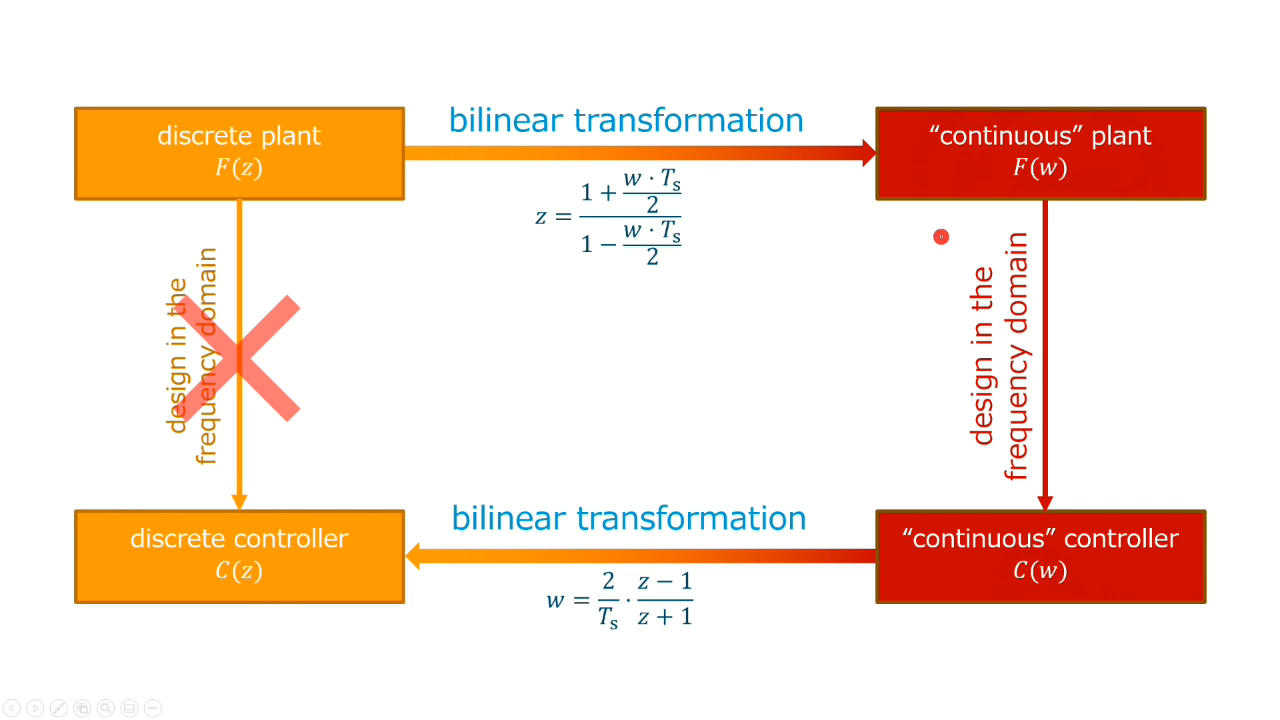 bilinear transformation
discrete plant
F(z)
“continuous” plant
F(w)
z = (1 + (w · Tₛ)/2)/(1 − (w · Tₛ)/2)
design in the
frequency domain
design in the
frequency domain
bilinear transformation
discrete controller
C(z)
“continuous” controller
C(w)
w = 2/Tₛ · (z − 1)/(z + 1)